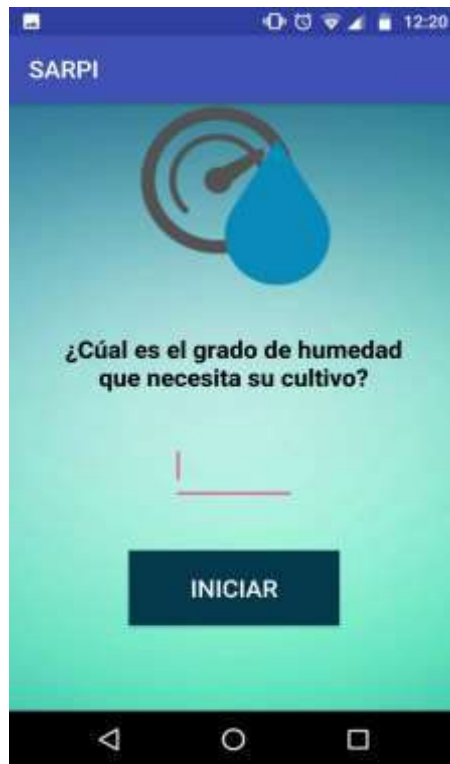 12:20
SARPI
¿Cúal es el grado de humedad
que necesita su cultivo?
INICIAR